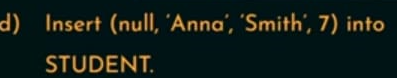 d) Insert (null, ‘Anna’, ‘Smith’, 7) into
STUDENT.